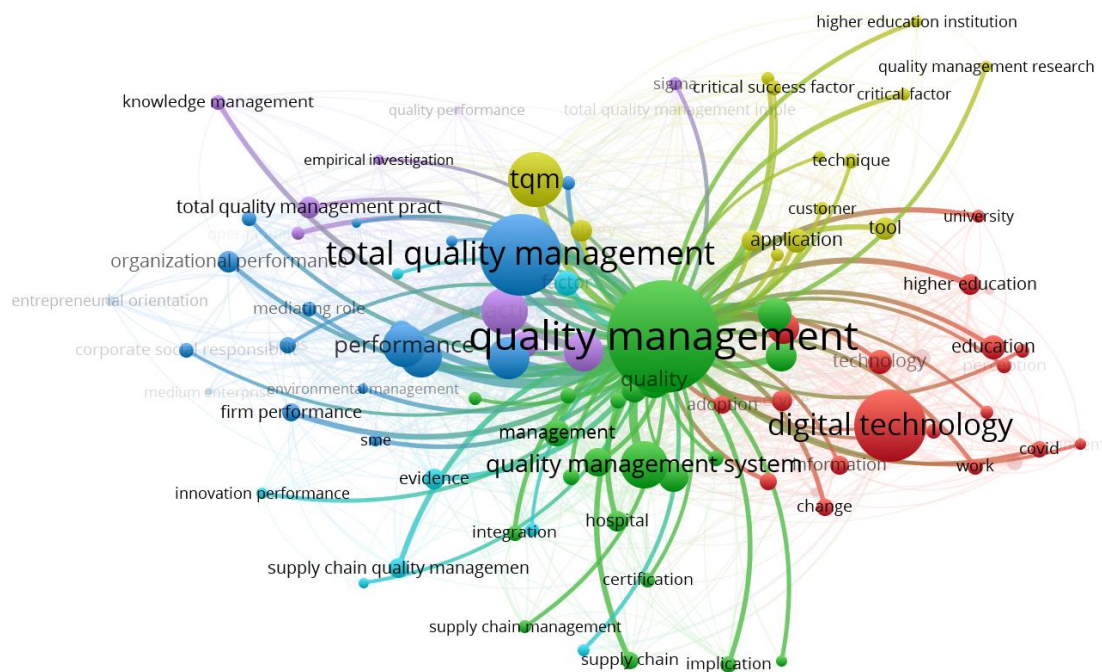 higher education institution
quality management research
sigma
critical success factor
critical factor
knowledge management
quality performance
total quality management imple
empirical investigation
technique
tqm
total quality management pract
customer
university
tool
application
total quality management
organizational performance
factor
higher education
entrepreneurial orientation
mediating role
quality management
performance
education
corporate social responsibility
technology
quality
environmental management
medium enterprise
adoption
firm performance
digital technology
management
sme
covid
quality management system
information
work
evidence
innovation performance
change
hospital
integration
supply chain quality managemen
certification
supply chain management
supply chain
implication